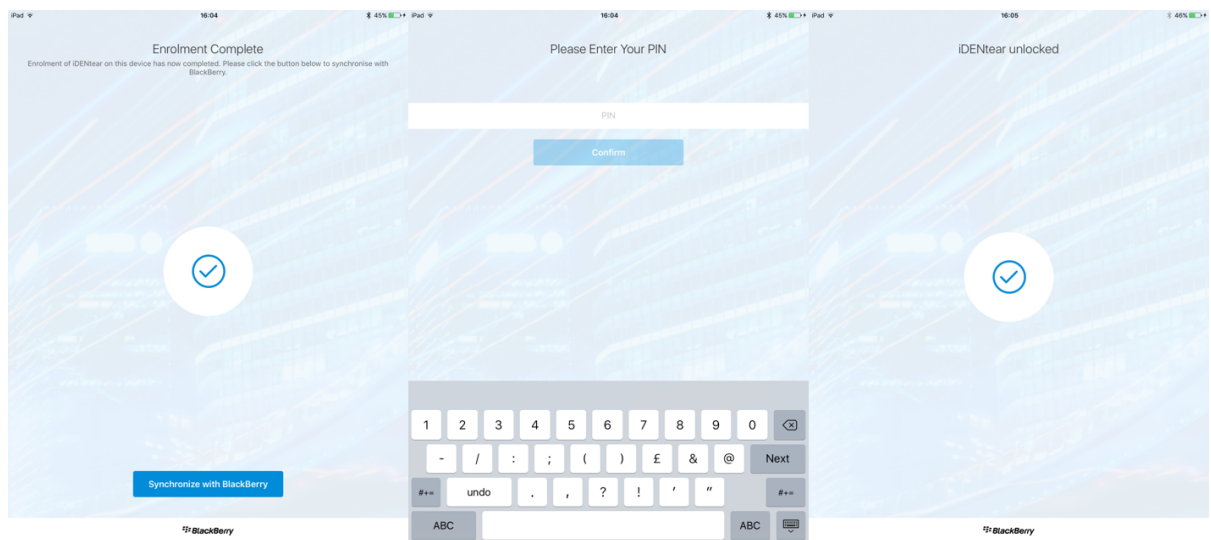 iPad
16:04
45%
Enrolment Complete
Enrolment of iDENtear on this device has now completed. Please click the button below to synchronise with
BlackBerry.
Synchronize with BlackBerry
BlackBerry
iPad
16:04
45%
Please Enter Your PIN
PIN
Confirm
1 2 3 4 5 6 7 8 9 0
- / : ; ( ) £ & @ Next
#+= undo . , ? ! ' " #+=
ABC ABC
iPad
16:05
46%
iDENtear unlocked
BlackBerry